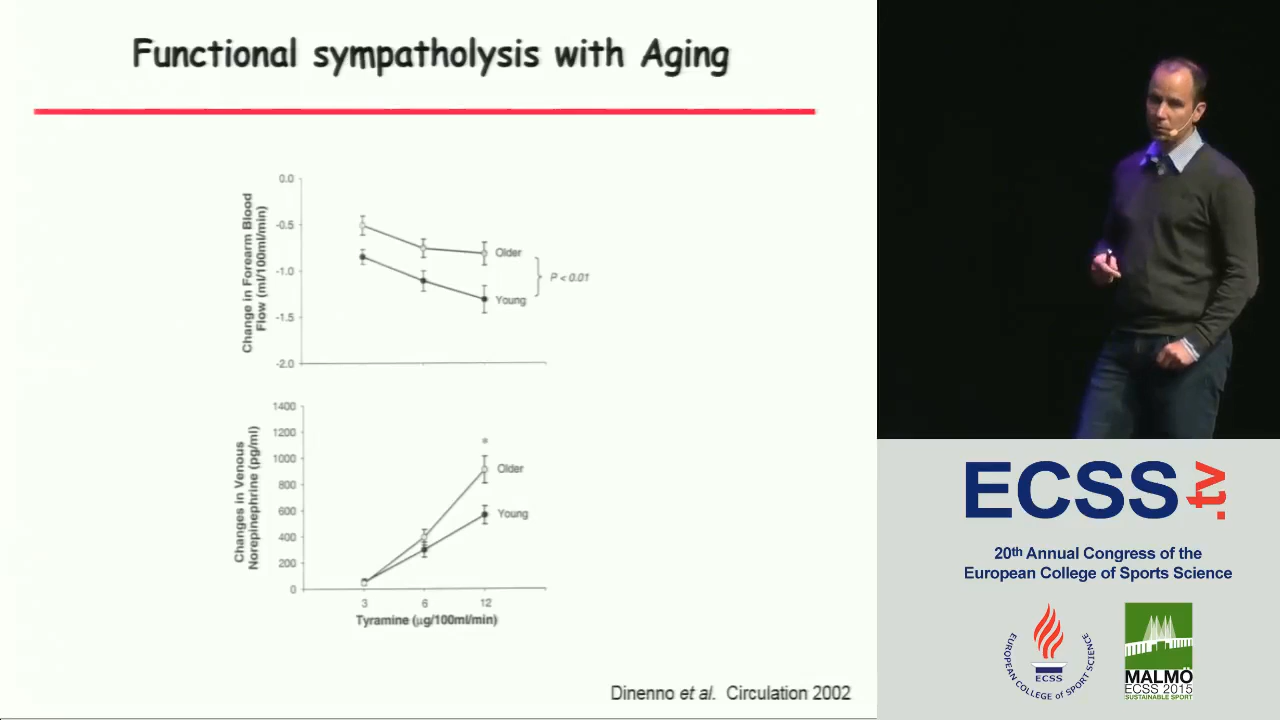 Functional sympatholysis with Aging
Change in Forearm Blood
Flow (ml/100ml/min)
0.0
-0.5
-1.0
-1.5
-2.0
Older
Young
P < 0.01
Changes in Venous
Norepinephrine (pg/ml)
1400
1200
1000
800
600
400
200
0
*
Older
Young
3 6 12
Tyramine (μg/100ml/min)
Dinenno et al. Circulation 2002
ECSS.tv
20th Annual Congress of the
European College of Sports Science
EUROPEAN COLLEGE OF SPORT SCIENCE
ECSS
MALMÖ
ECSS 2015
SUSTAINABLE SPORT